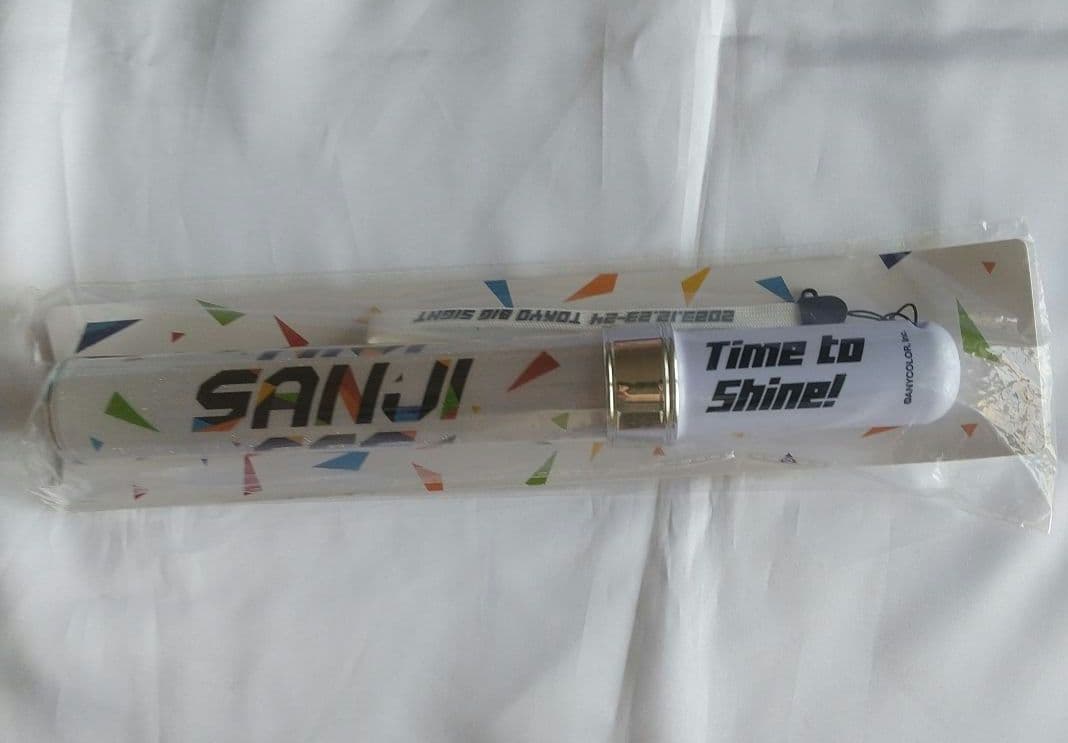 2023.12.23-24 TOKYO BIG SIGHT
SANJI
Time to
Shine!
©ANYCOLOR, Inc.